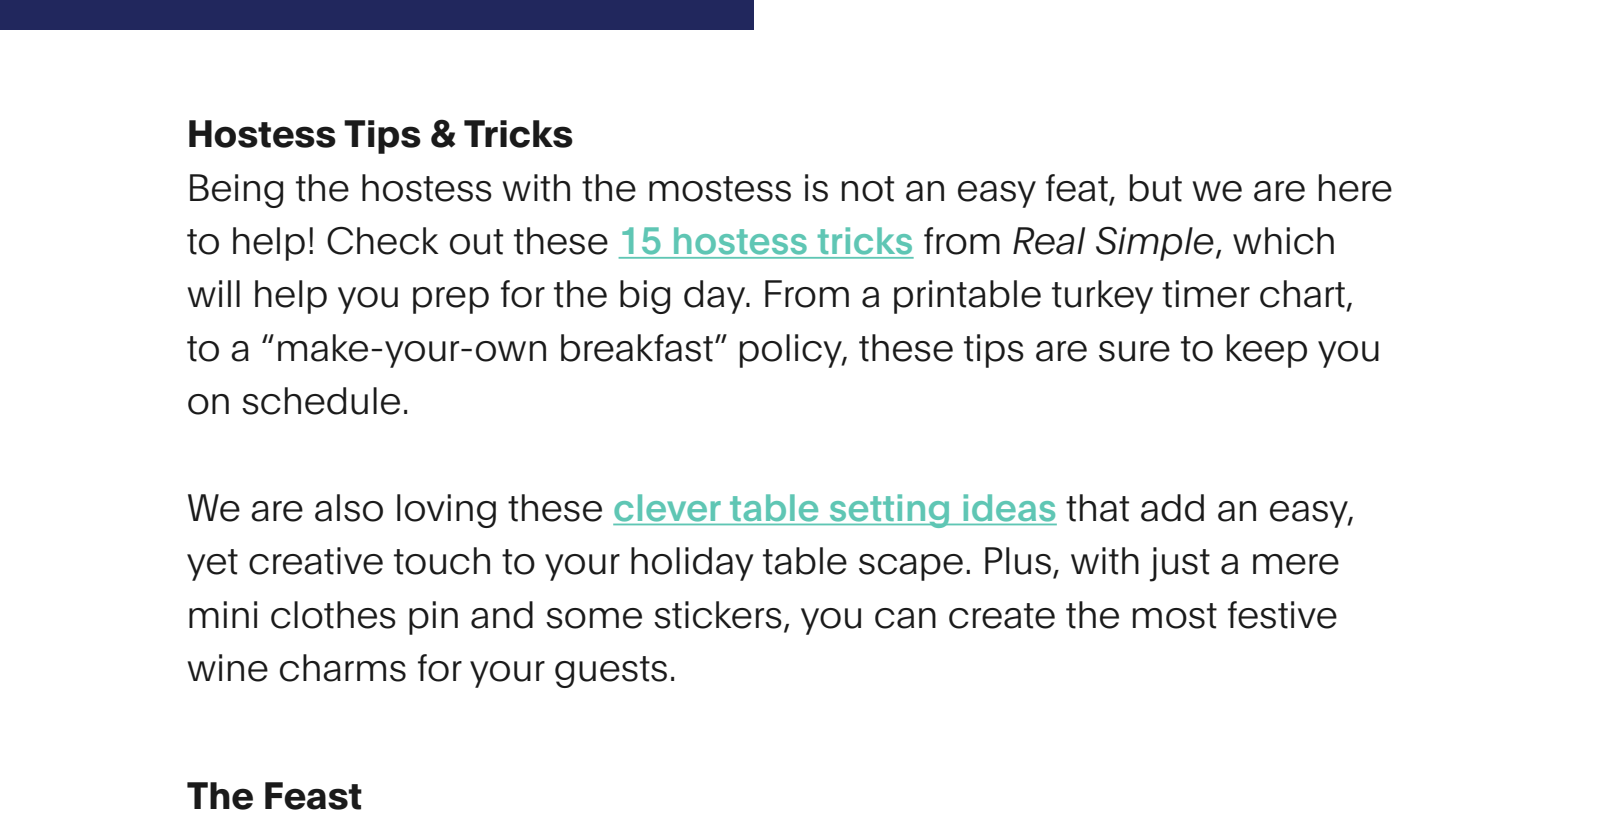 Hostess Tips & Tricks
Being the hostess with the mostess is not an easy feat, but we are here
to help! Check out these 15 hostess tricks from Real Simple, which
will help you prep for the big day. From a printable turkey timer chart,
to a “make-your-own breakfast” policy, these tips are sure to keep you
on schedule.
We are also loving these clever table setting ideas that add an easy,
yet creative touch to your holiday table scape. Plus, with just a mere
mini clothes pin and some stickers, you can create the most festive
wine charms for your guests.
The Feast